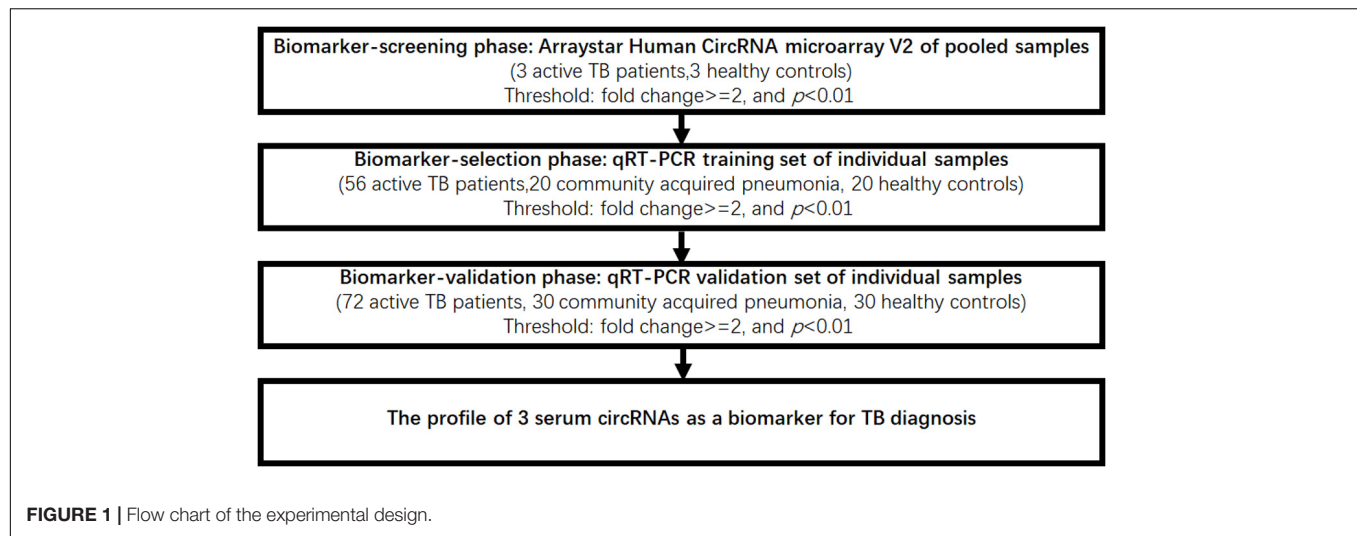 Biomarker-screening phase: Arraystar Human CircRNA microarray V2 of pooled samples
(3 active TB patients,3 healthy controls)
Threshold: fold change>=2, and p<0.01
Biomarker-selection phase: qRT-PCR training set of individual samples
(56 active TB patients,20 community acquired pneumonia, 20 healthy controls)
Threshold: fold change>=2, and p<0.01
Biomarker-validation phase: qRT-PCR validation set of individual samples
(72 active TB patients, 30 community acquired pneumonia, 30 healthy controls)
Threshold: fold change>=2, and p<0.01
The profile of 3 serum circRNAs as a biomarker for TB diagnosis
FIGURE 1 | Flow chart of the experimental design.